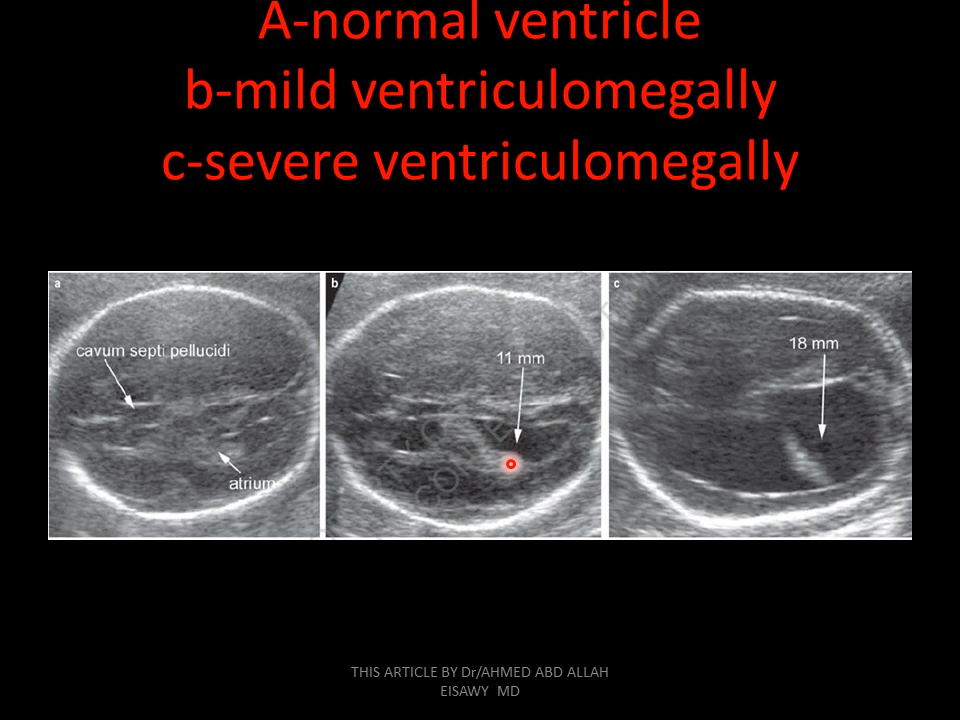 A-normal ventricle
b-mild ventriculomegally
c-severe ventriculomegally
a
b
c
cavum septi pellucidi
11 mm
18 mm
atrium
THIS ARTICLE BY Dr/AHMED ABD ALLAH
EISAWY MD